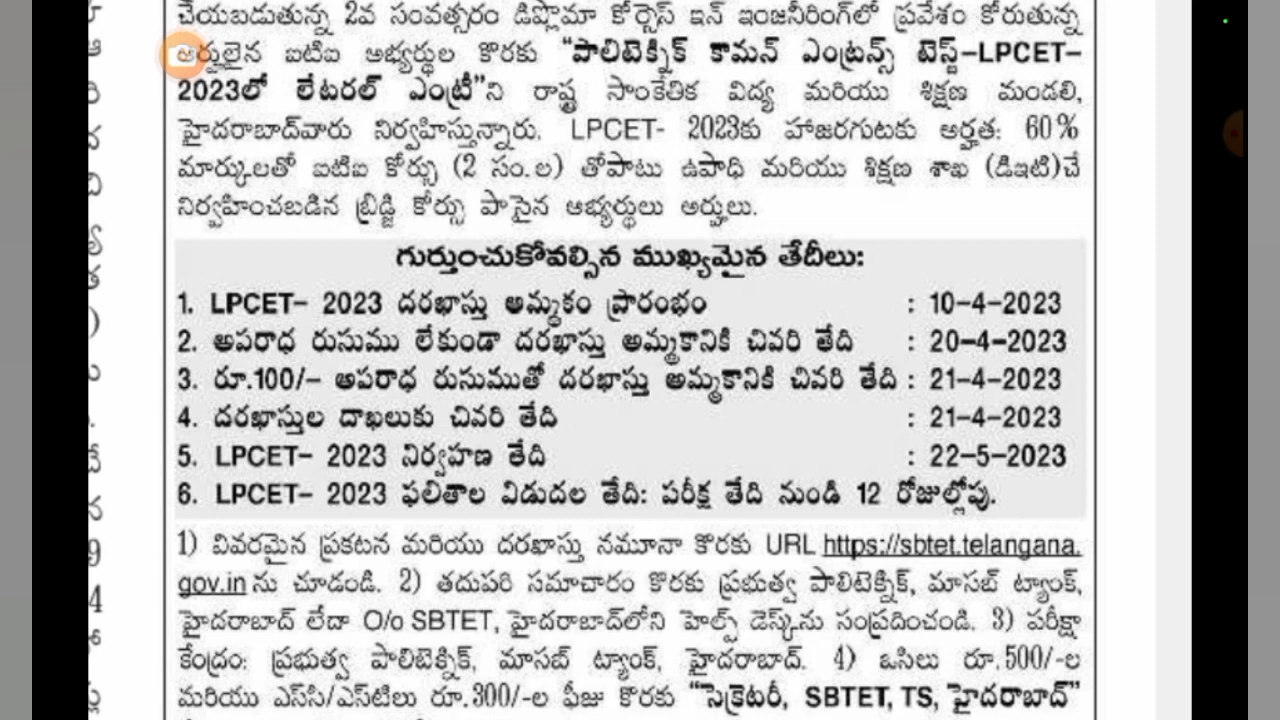 చేయబడుతున్న 2వ సంవత్సరం డిప్లొమా కోర్సెస్ ఇన్ ఇంజనీరింగ్‌లో ప్రవేశం కోరుతున్న
అర్హులైన ఐటిఐ అభ్యర్థుల కొరకు “పాలిటెక్నిక్ కామన్ ఎంట్రన్స్ టెస్ట్–LPCET–
2023లో లేటరల్ ఎంట్రీ”ని రాష్ట్ర సాంకేతిక విద్య మరియు శిక్షణ మండలి,
హైదరాబాద్‌వారు నిర్వహిస్తున్నారు. LPCET- 2023కు హాజరగుటకు అర్హత: 60%
మార్కులతో ఐటిఐ కోర్సు (2 సం.ల) తోపాటు ఉపాధి మరియు శిక్షణ శాఖ (డిఇటి)చే
నిర్వహించబడిన బ్రిడ్జి కోర్సు పాసైన అభ్యర్థులు అర్హులు.
గుర్తుంచుకోవల్సిన ముఖ్యమైన తేదీలు:
1. LPCET– 2023 దరఖాస్తు అమ్మకం ప్రారంభం : 10–4–2023
2. అపరాధ రుసుము లేకుండా దరఖాస్తు అమ్మకానికి చివరి తేది : 20–4–2023
3. రూ.100/– అపరాధ రుసుముతో దరఖాస్తు అమ్మకానికి చివరి తేది : 21–4–2023
4. దరఖాస్తుల దాఖలుకు చివరి తేది : 21–4–2023
5. LPCET– 2023 నిర్వహణ తేది : 22–5–2023
6. LPCET– 2023 ఫలితాల విడుదల తేది: పరీక్ష తేది నుండి 12 రోజుల్లోపు.
1) వివరమైన ప్రకటన మరియు దరఖాస్తు నమూనా కొరకు URL https://sbtet.telangana.
gov.in ను చూడండి. 2) తదుపరి సమాచారం కొరకు ప్రభుత్వ పాలిటెక్నిక్, మాసబ్ ట్యాంక్,
హైదరాబాద్ లేదా O/o SBTET, హైదరాబాద్‌లోని హెల్ప్ డెస్క్‌ను సంప్రదించండి. 3) పరీక్షా
కేంద్రం: ప్రభుత్వ పాలిటెక్నిక్, మాసబ్ ట్యాంక్, హైదరాబాద్. 4) ఒసిలు రూ.500/-ల
మరియు ఎస్‌సి/ఎస్‌టిలు రూ.300/-ల ఫీజు కొరకు “సెక్రెటరీ, SBTET, TS, హైదరాబాద్”